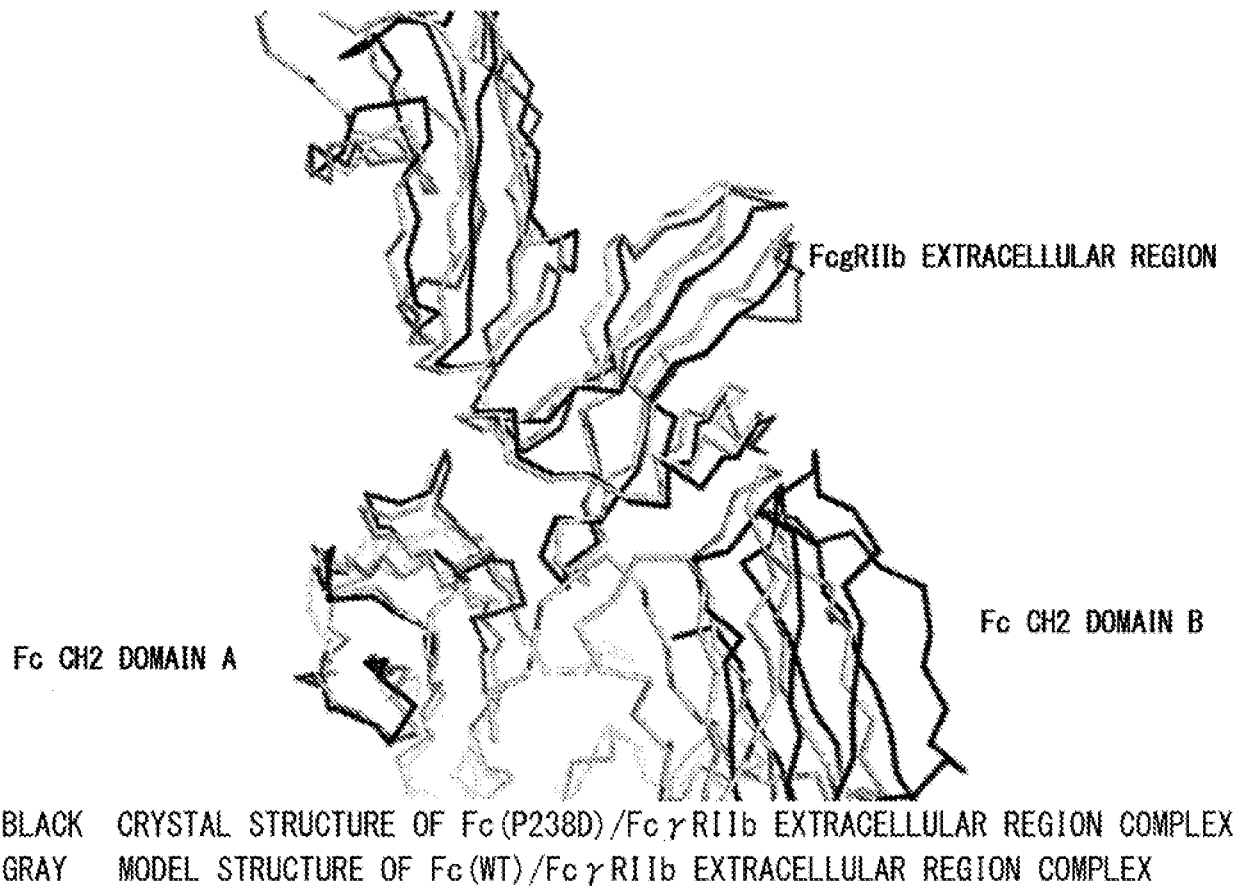 FcgRIIb EXTRACELLULAR REGION
Fc CH2 DOMAIN B
Fc CH2 DOMAIN A
BLACK CRYSTAL STRUCTURE OF Fc(P238D)/FcγRIIb EXTRACELLULAR REGION COMPLEX
GRAY MODEL STRUCTURE OF Fc(WT)/FcγRIIb EXTRACELLULAR REGION COMPLEX